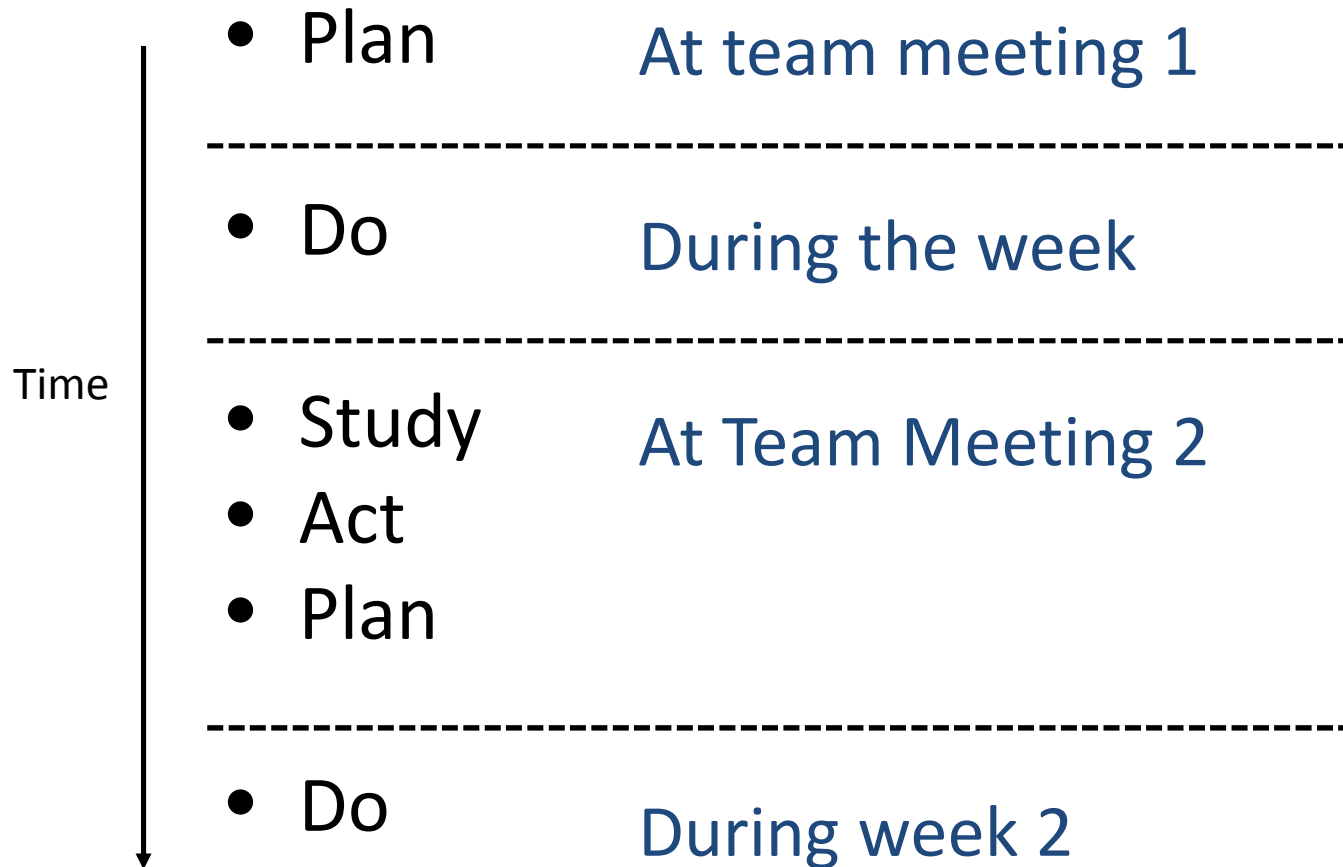 • Plan At team meeting 1
• Do During the week
Time
• Study At Team Meeting 2
• Act
• Plan
• Do During week 2